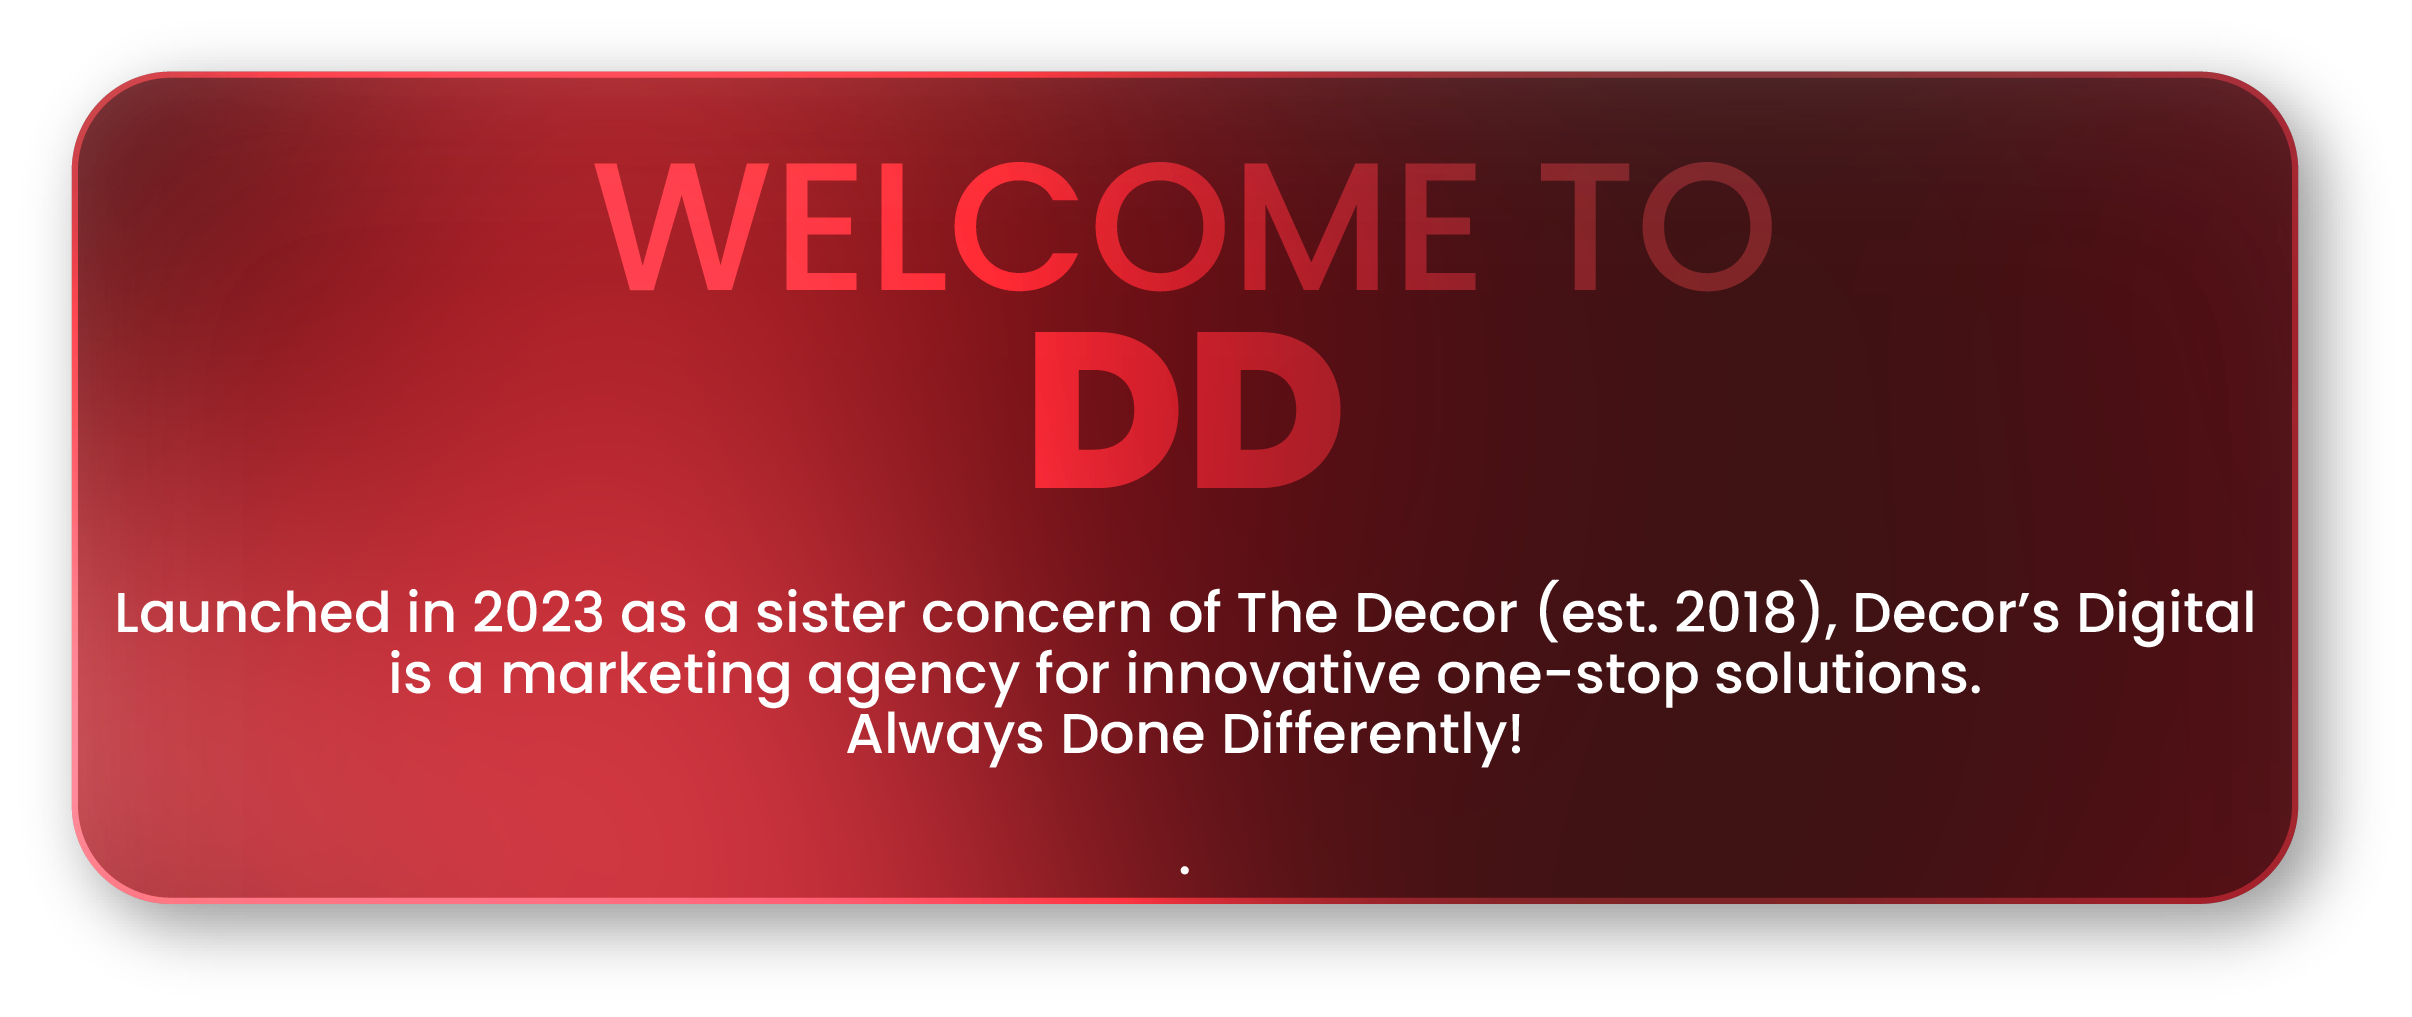 WELCOME TO
DD
Launched in 2023 as a sister concern of The Decor (est. 2018), Decor’s Digital
is a marketing agency for innovative one-stop solutions.
Always Done Differently!
.